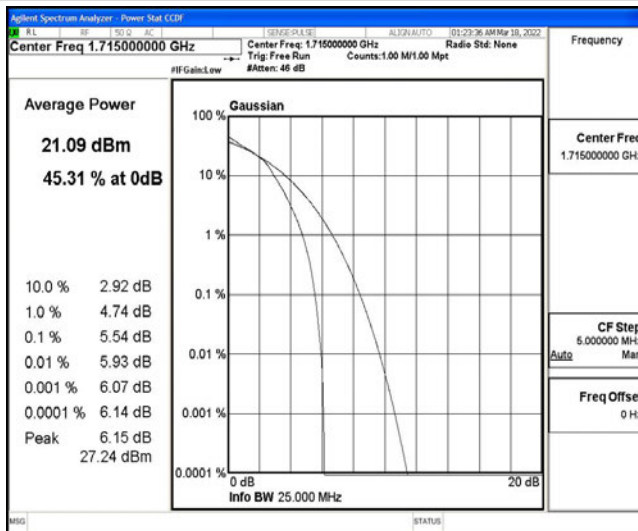 Agilent Spectrum Analyzer - Power Stat CCDF
RL RF 50 Ω AC SENSE:PULSE ALIGN AUTO 01:23:36 AM Mar 18, 2022
Center Freq 1.715000000 GHz
Center Freq: 1.715000000 GHz Radio Std: None
Trig: Free Run Counts:1.00 M/1.00 Mpt
#IFGain:Low #Atten: 46 dB
Frequency
Average Power
21.09 dBm
45.31 % at 0dB
10.0 % 2.92 dB
1.0 % 4.74 dB
0.1 % 5.54 dB
0.01 % 5.93 dB
0.001 % 6.07 dB
0.0001 % 6.14 dB
Peak 6.15 dB
27.24 dBm
Gaussian
100 %
10 %
1 %
0.1 %
0.01 %
0.001 %
0.0001 %
0 dB 20 dB
Info BW 25.000 MHz
Center Freq
1.715000000 GHz
CF Step
5.000000 MHz
Auto Man
Freq Offse
0 Hz
MSG STATUS